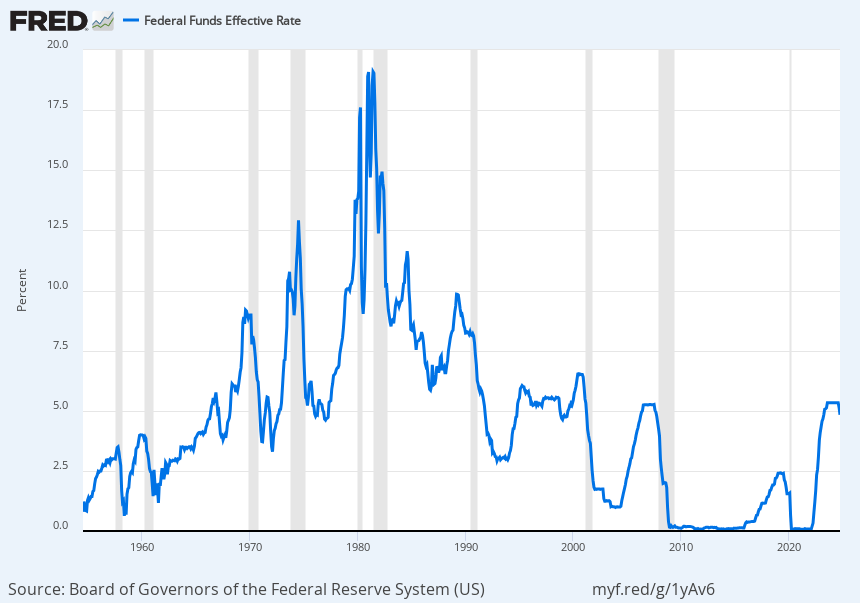 FRED Federal Funds Effective Rate
20.0
17.5
15.0
12.5
10.0
7.5
5.0
2.5
0.0
Percent
1960 1970 1980 1990 2000 2010 2020
Source: Board of Governors of the Federal Reserve System (US) myf.red/g/1yAv6